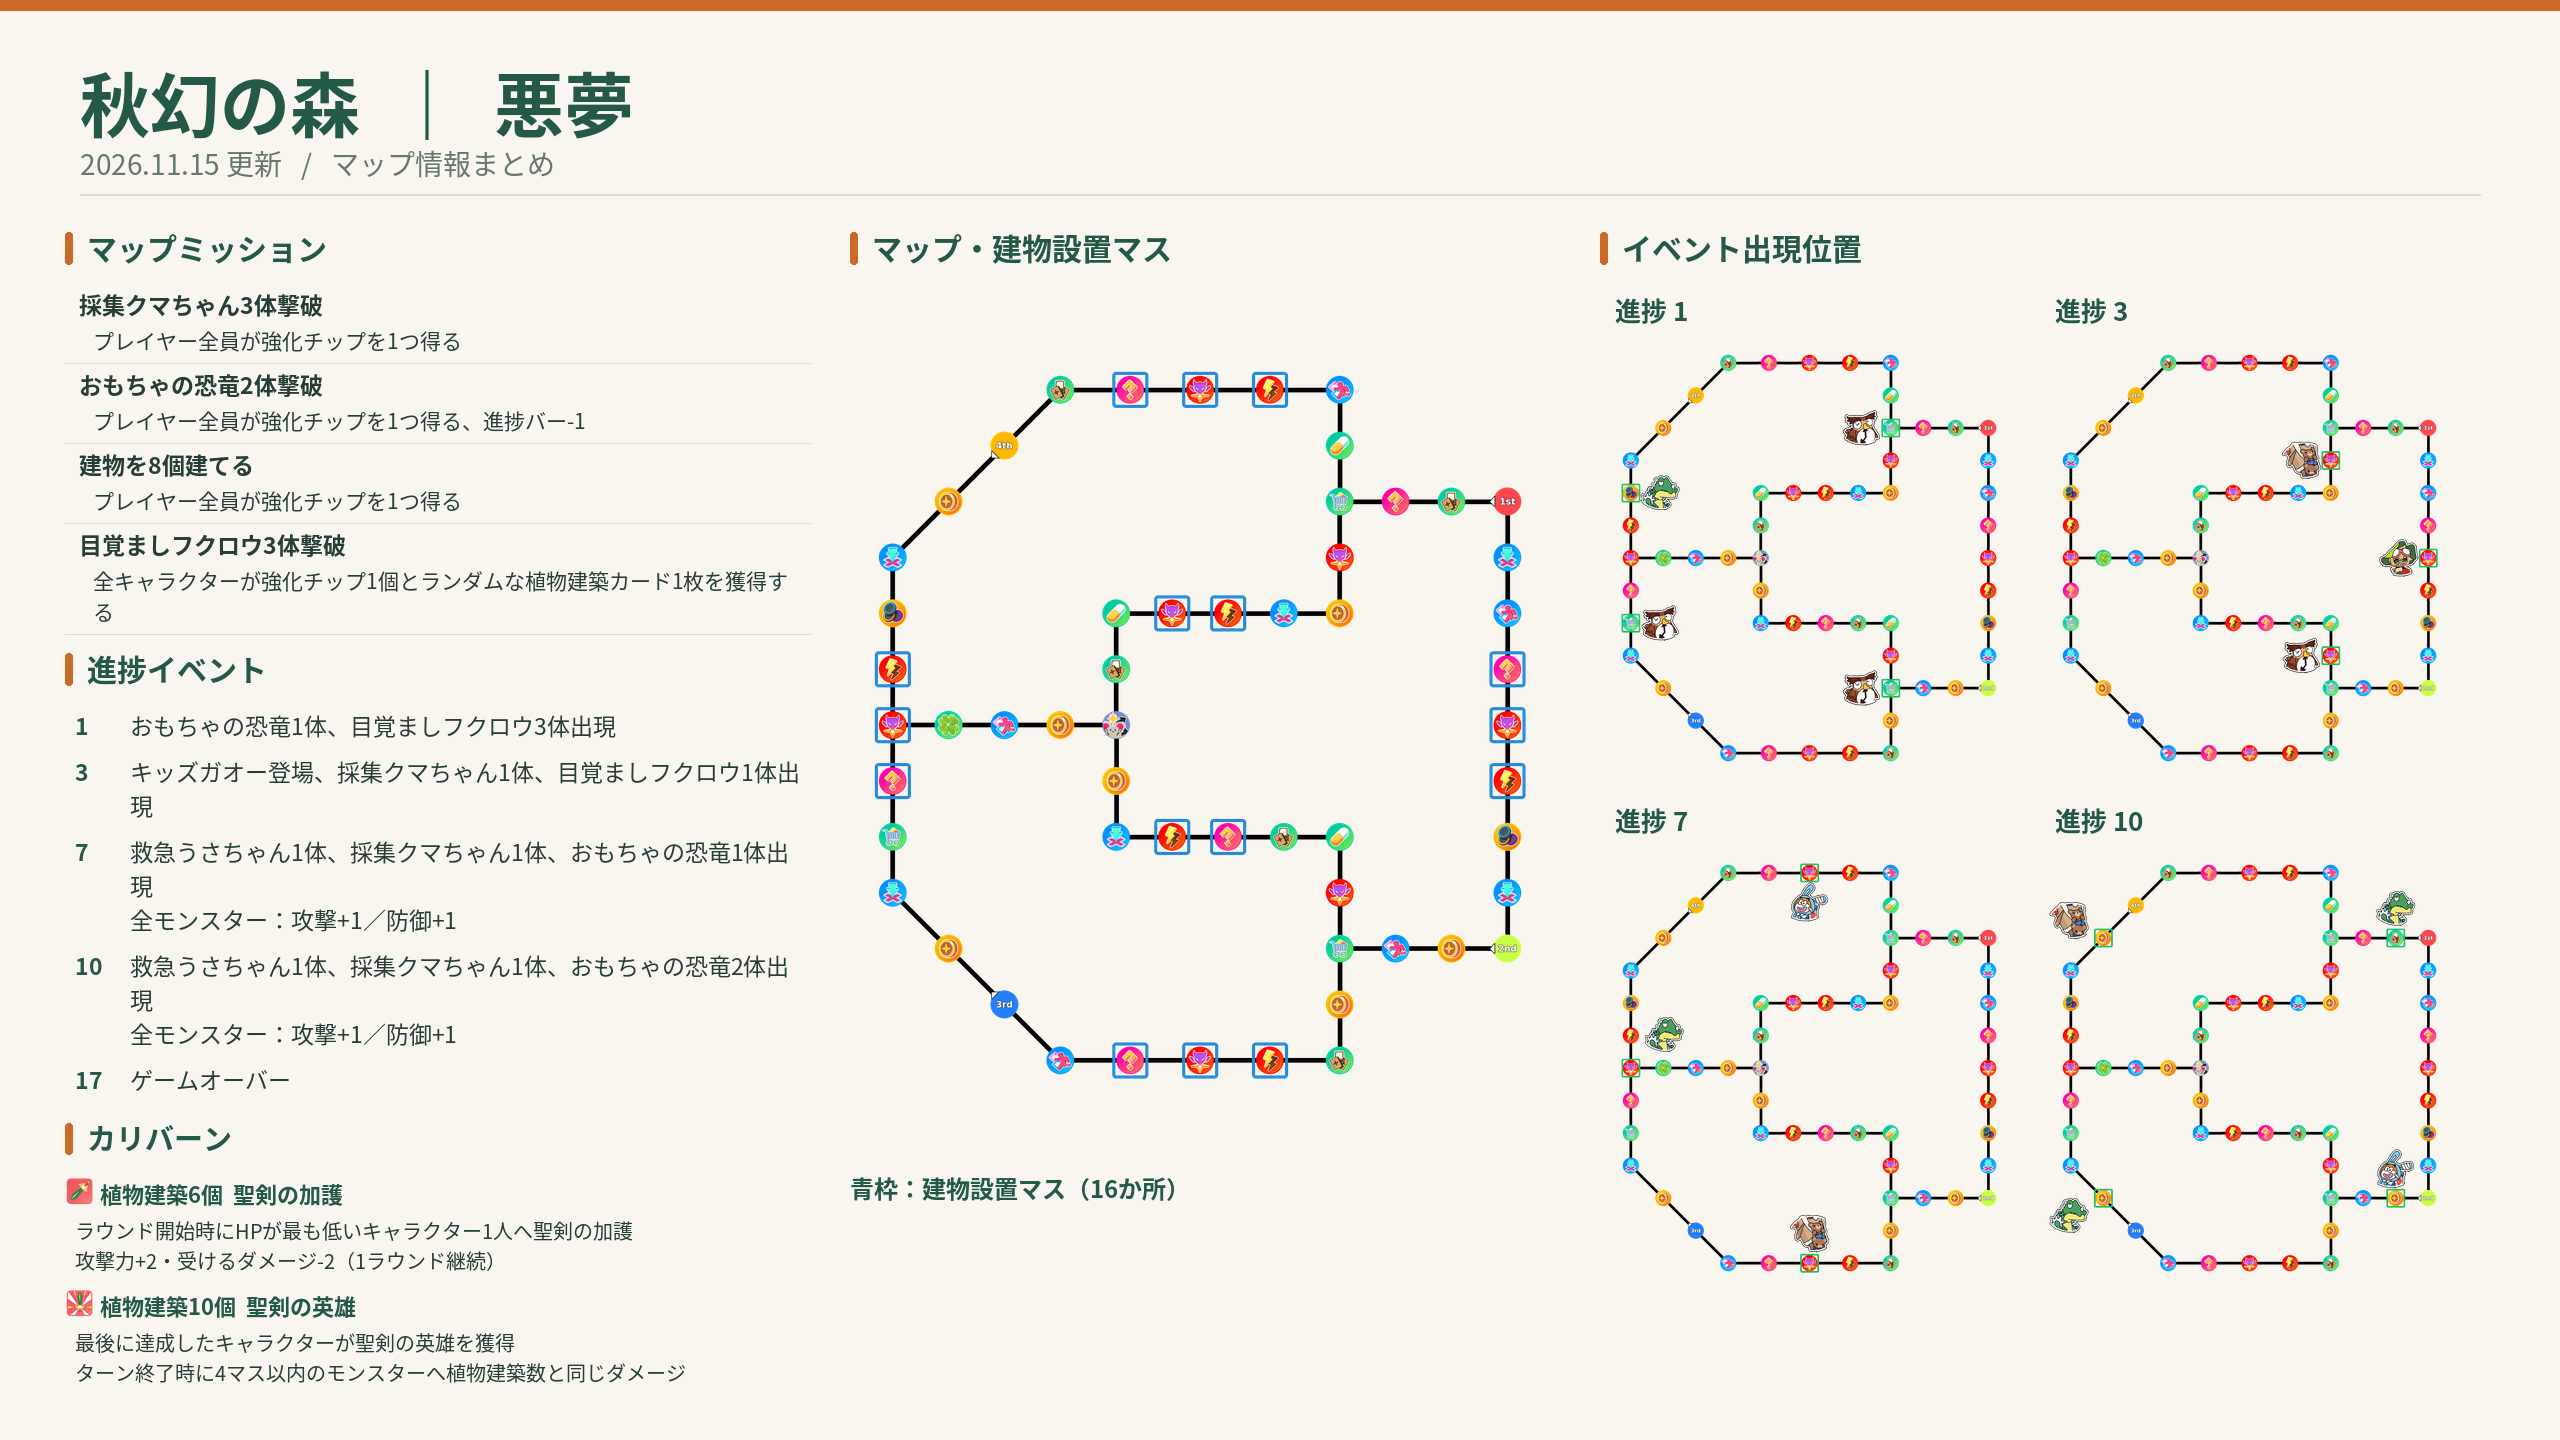 秋幻の森 ｜ 悪夢
2026.11.15 更新 / マップ情報まとめ
マップミッション
採集クマちゃん3体撃破
プレイヤー全員が強化チップを1つ得る
おもちゃの恐竜2体撃破
プレイヤー全員が強化チップを1つ得る、進捗バー-1
建物を8個建てる
プレイヤー全員が強化チップを1つ得る
目覚ましフクロウ3体撃破
全キャラクターが強化チップ1個とランダムな植物建築カード1枚を獲得す
る
進捗イベント
1 おもちゃの恐竜1体、目覚ましフクロウ3体出現
3 キッズガオー登場、採集クマちゃん1体、目覚ましフクロウ1体出
現
7 救急うさちゃん1体、採集クマちゃん1体、おもちゃの恐竜1体出
現
全モンスター：攻撃+1／防御+1
10 救急うさちゃん1体、採集クマちゃん1体、おもちゃの恐竜2体出
現
全モンスター：攻撃+1／防御+1
17 ゲームオーバー
カリバーン
植物建築6個 聖剣の加護
ラウンド開始時にHPが最も低いキャラクター1人へ聖剣の加護
攻撃力+2・受けるダメージ-2（1ラウンド継続）
植物建築10個 聖剣の英雄
最後に達成したキャラクターが聖剣の英雄を獲得
ターン終了時に4マス以内のモンスターへ植物建築数と同じダメージ
マップ・建物設置マス
4th
1st
2nd
3rd
青枠：建物設置マス（16か所）
イベント出現位置
進捗 1
4th
1st
2nd
3rd
進捗 3
4th
1st
2nd
3rd
進捗 7
4th
1st
2nd
3rd
進捗 10
4th
1st
2nd
3rd